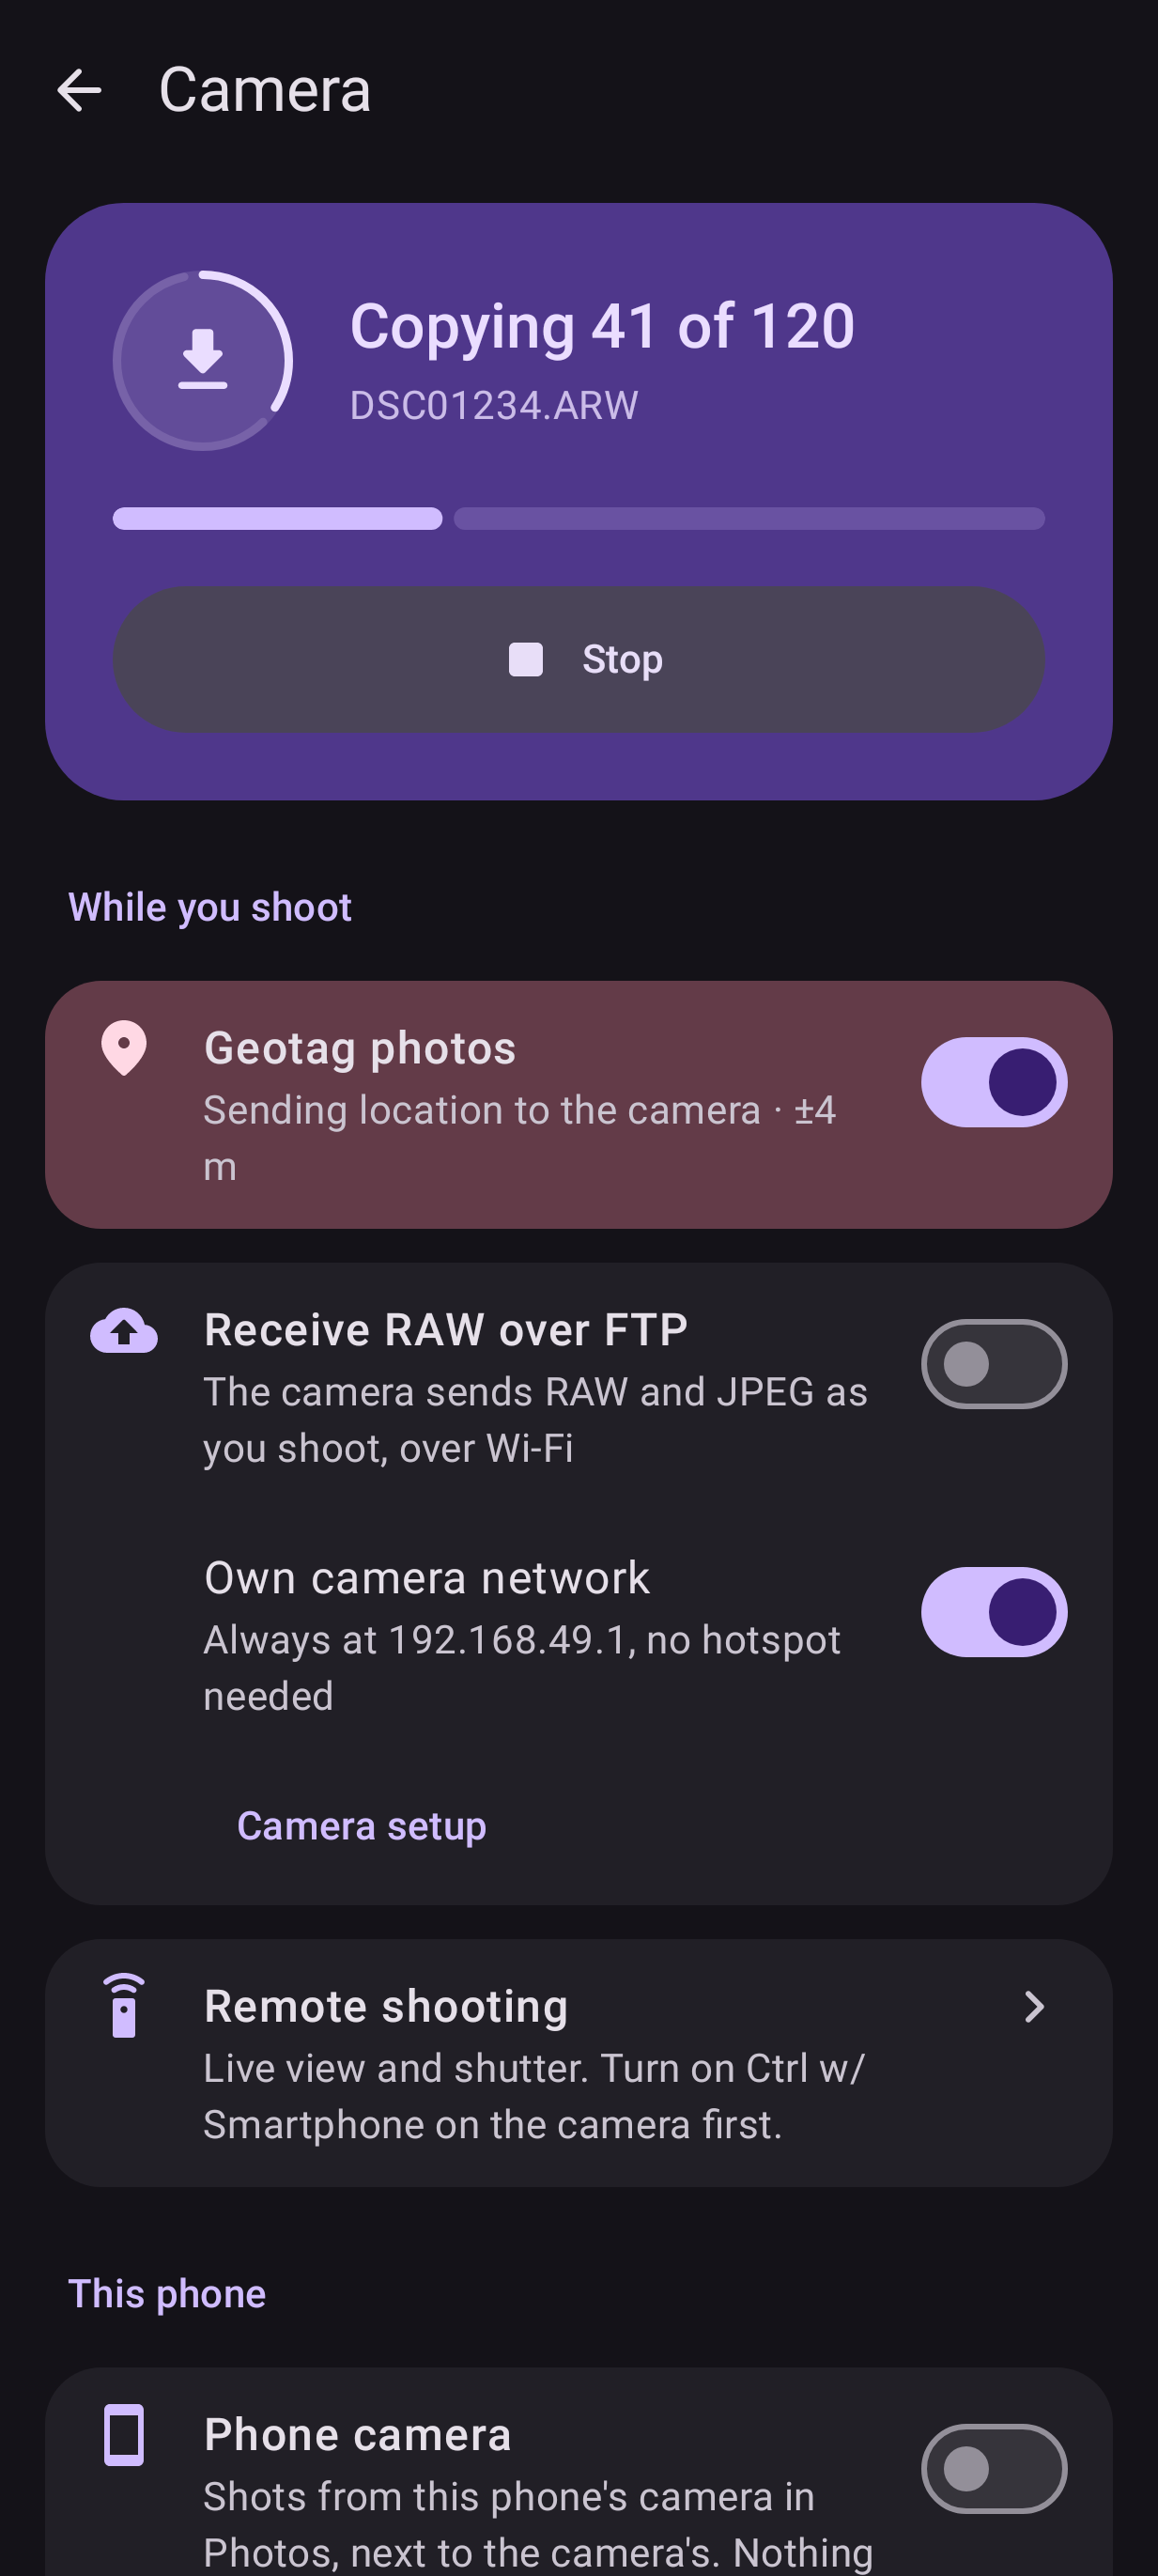 Camera
Copying 41 of 120
DSC01234.ARW
Stop
While you shoot
Geotag photos
Sending location to the camera · ±4
m
Receive RAW over FTP
The camera sends RAW and JPEG as
you shoot, over Wi-Fi
Own camera network
Always at 192.168.49.1, no hotspot
needed
Camera setup
Remote shooting
Live view and shutter. Turn on Ctrl w/
Smartphone on the camera first.
This phone
Phone camera
Shots from this phone's camera in
Photos, next to the camera's. Nothing